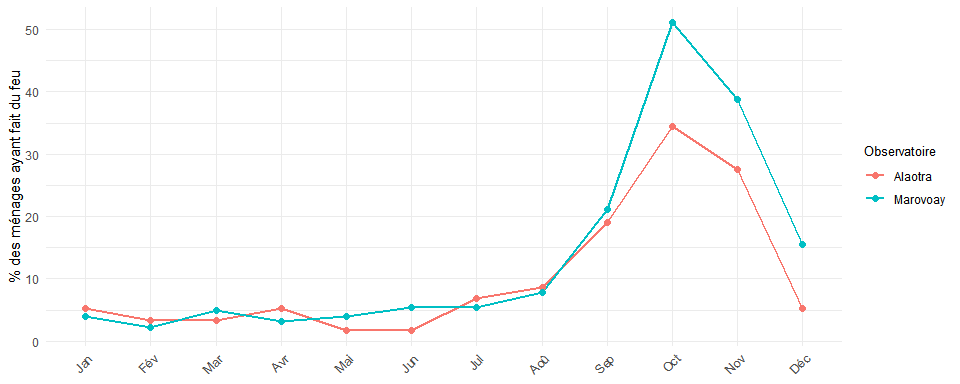 % des ménages ayant fait du feu
50
40
30
20
10
0
Jan
Fév
Mar
Avr
Mai
Jun
Jul
Aoû
Sep
Oct
Nov
Déc
Observatoire
Alaotra
Marovoay